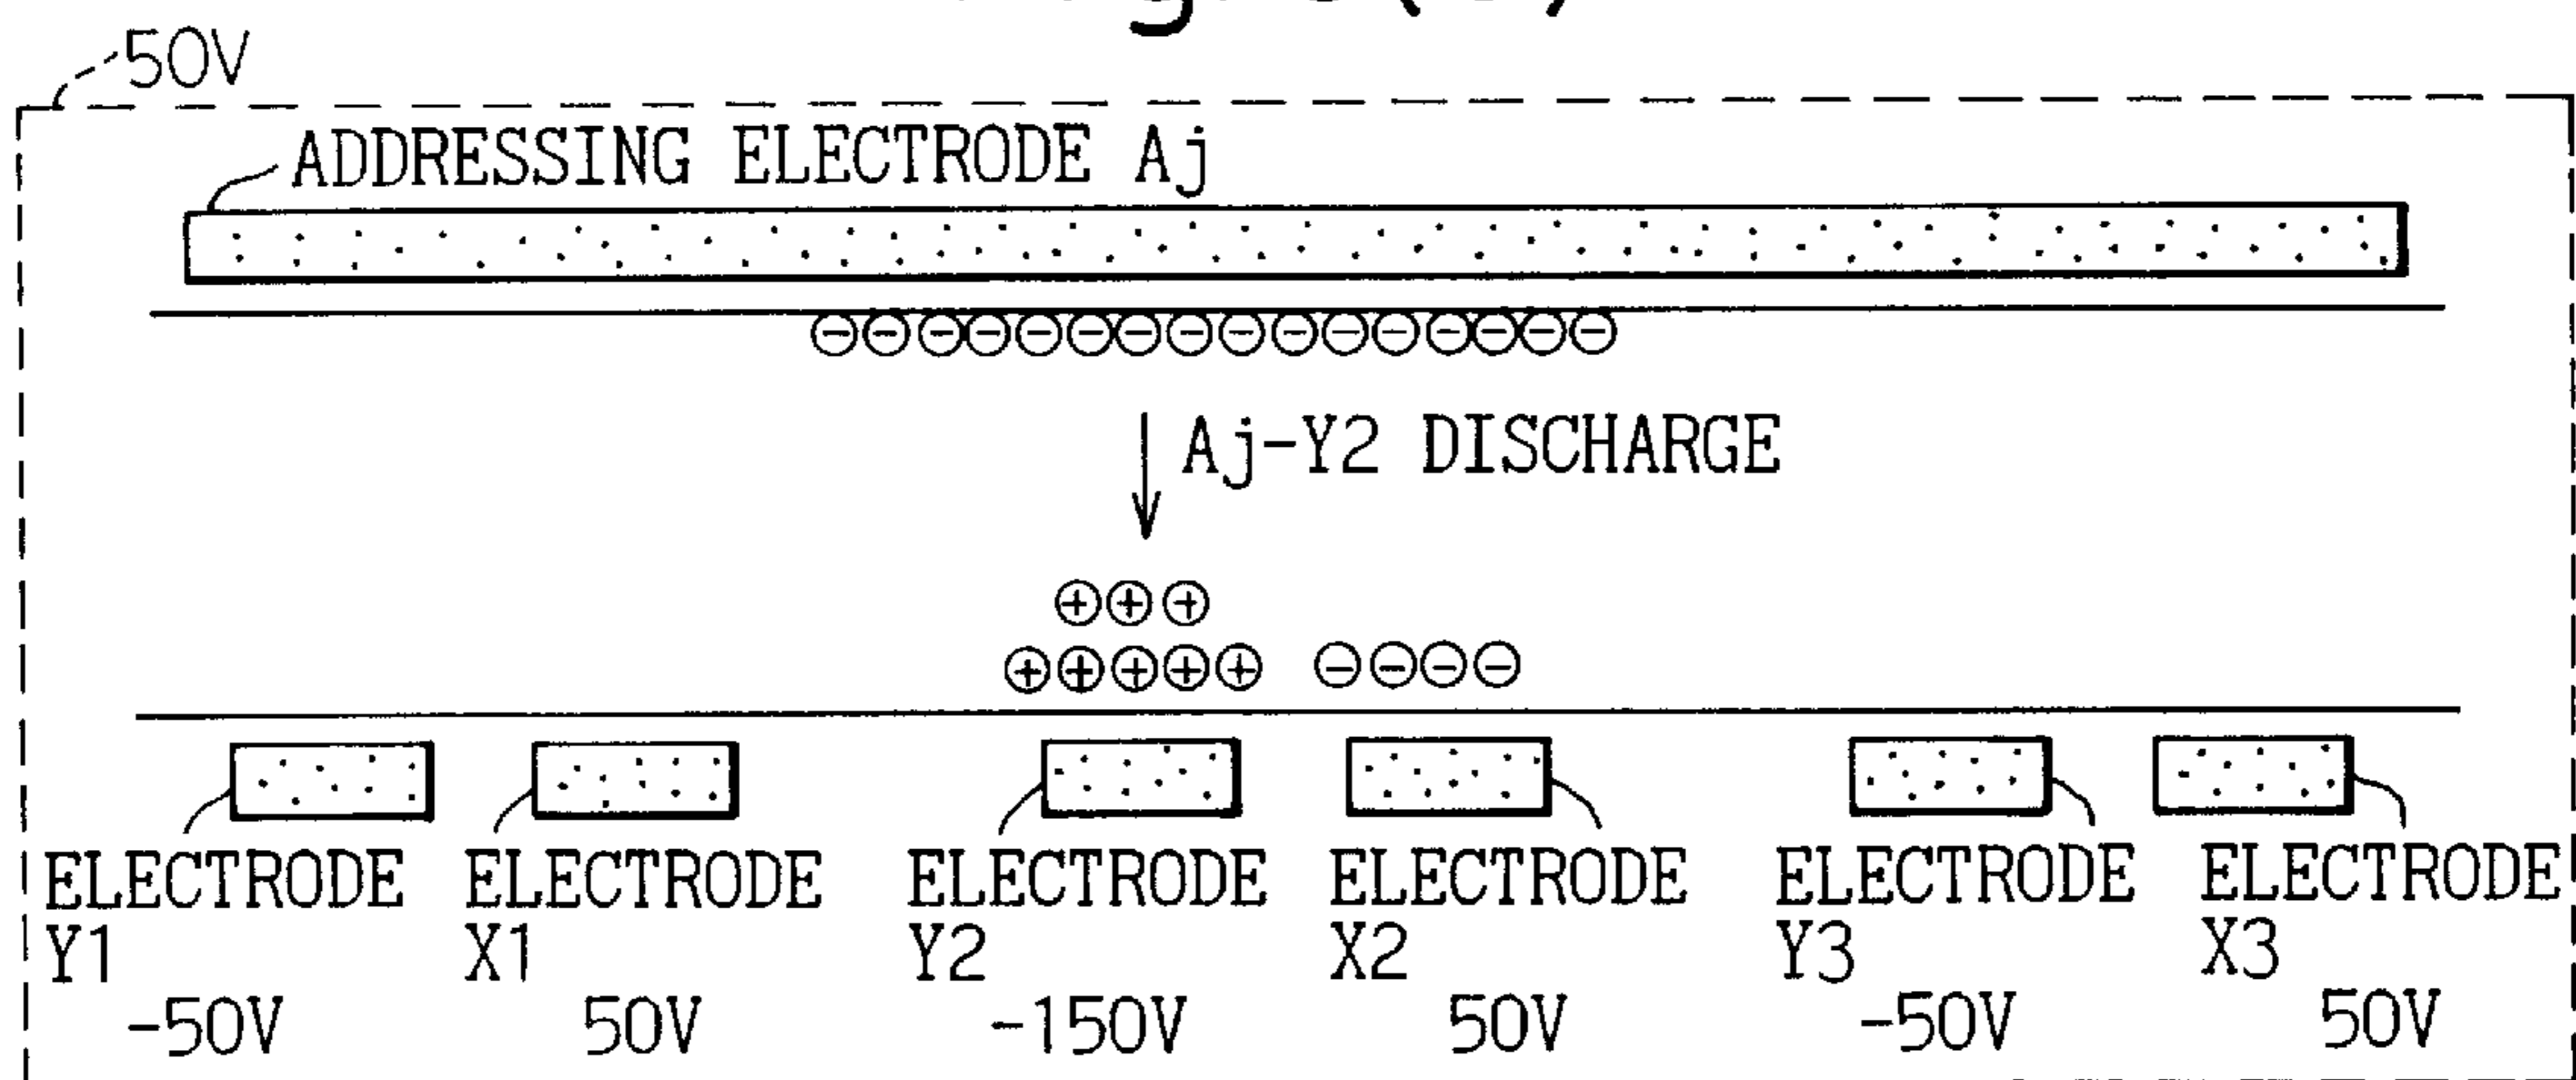 50V
ADDRESSING ELECTRODE Aj
⊖⊖⊖⊖⊖⊖⊖⊖⊖⊖⊖⊖⊖⊖⊖⊖
Aj-Y2 DISCHARGE
⊕⊕⊕
⊕⊕⊕⊕⊕ ⊖⊖⊖⊖
ELECTRODE Y1
ELECTRODE X1
ELECTRODE Y2
ELECTRODE X2
ELECTRODE Y3
ELECTRODE X3
-50V 50V -150V 50V -50V 50V